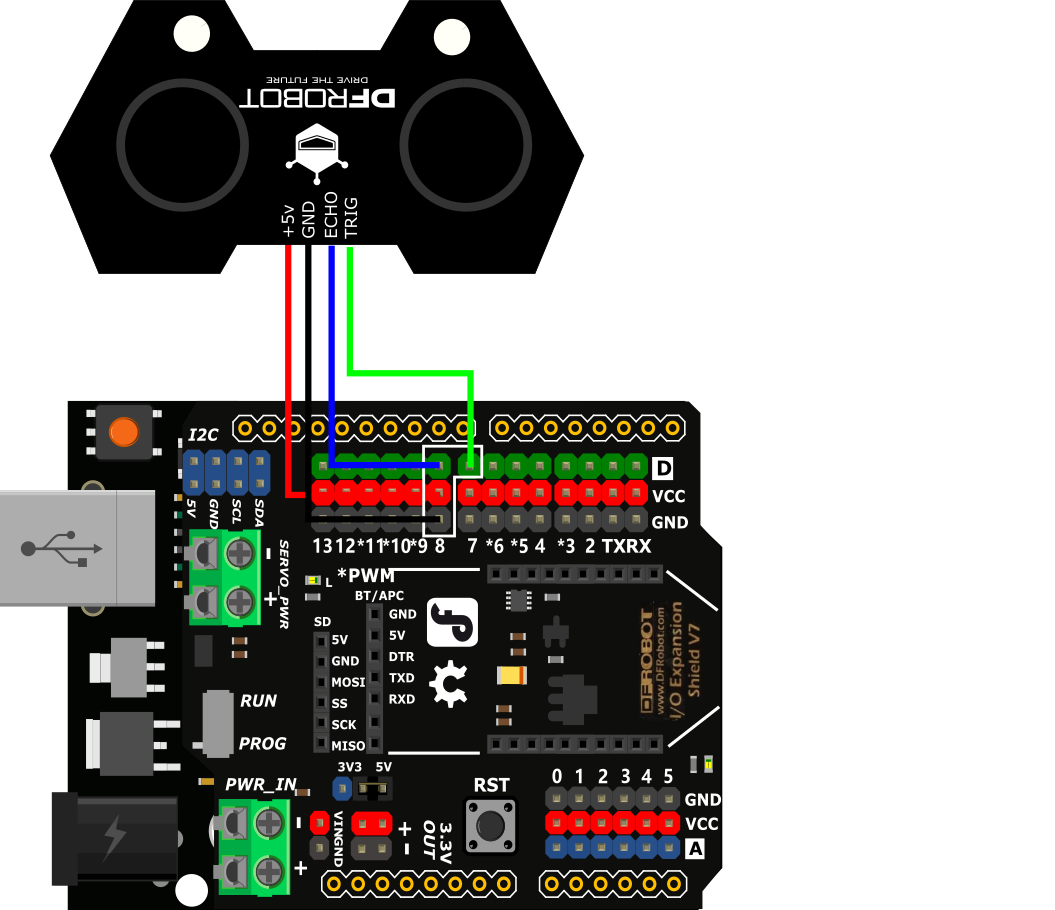 DRIVE THE FUTURE
DFROBOT
+5v
GND
ECHO
TRIG
I2C
5V
GND
SCL
SDA
D
VCC
GND
13 12 *11 *10 *9 8 7 *6 *5 4 *3 2 TX RX
SERVO_PWR
-
+
L
*PWM
BT/APC
GND
5V
DTR
TXD
RXD
SD
5V
GND
MOSI
SS
SCK
MISO
DFROBOT
www.DFRobot.com
I/O Expansion
Shield V7
RUN
PROG
3V3 5V
PWR_IN
-
+
VIN
GND
+
-
OUT
3.3V
RST
0 1 2 3 4 5
GND
VCC
A